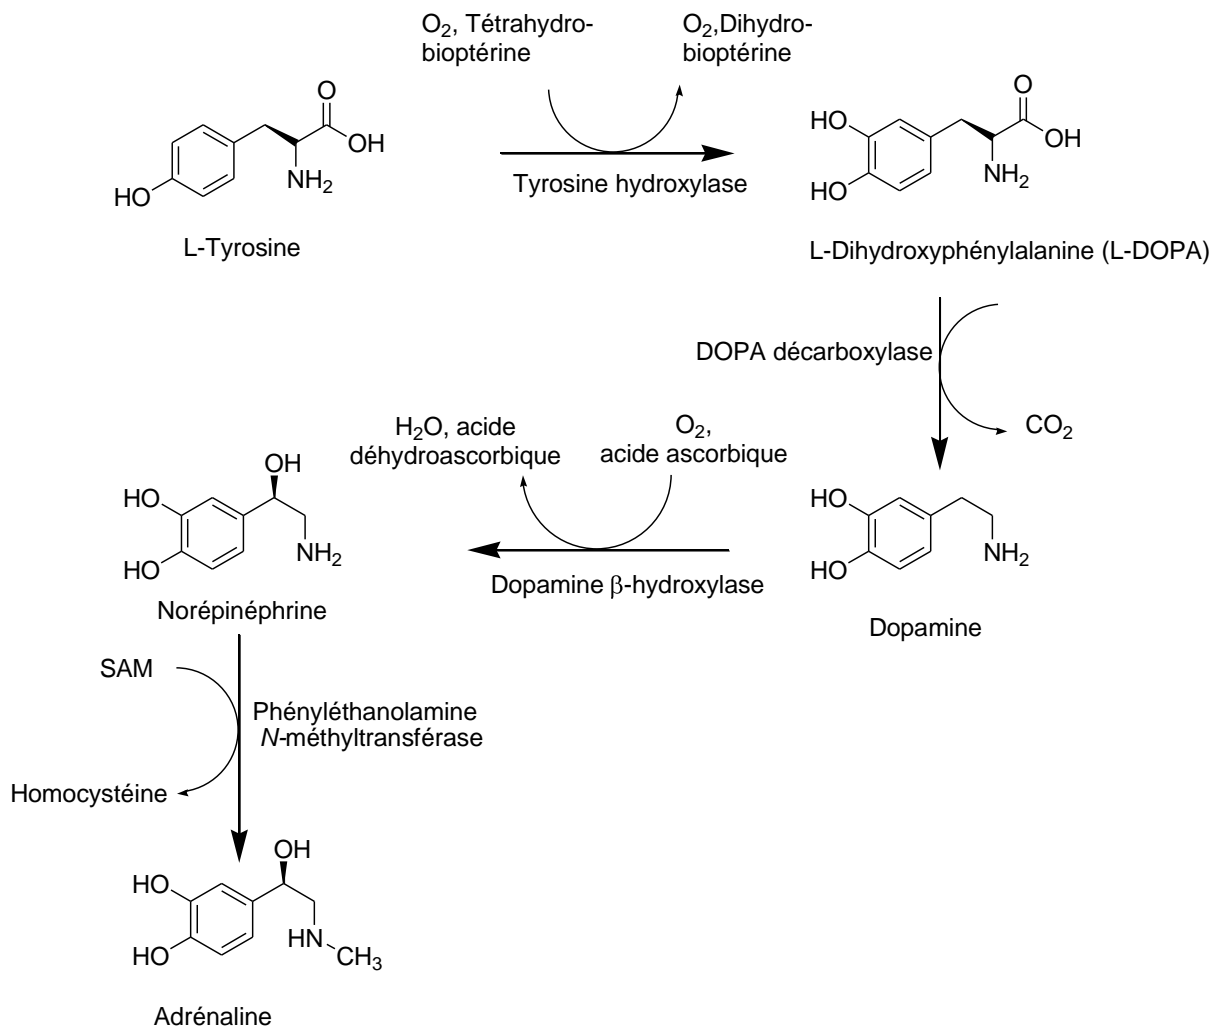 O2, Tétrahydro-
bioptérine
O2,Dihydro-
bioptérine
O
OH
NH2
HO
L-Tyrosine
Tyrosine hydroxylase
O
HO
OH
HO
NH2
L-Dihydroxyphénylalanine (L-DOPA)
DOPA décarboxylase
CO2
H2O, acide
déhydroascorbique
O2,
acide ascorbique
OH
HO
HO
NH2
Norépinéphrine
Dopamine β-hydroxylase
HO
HO
NH2
Dopamine
SAM
Phényléthanolamine
N-méthyltransférase
Homocystéine
OH
HO
HO
HN
CH3
Adrénaline